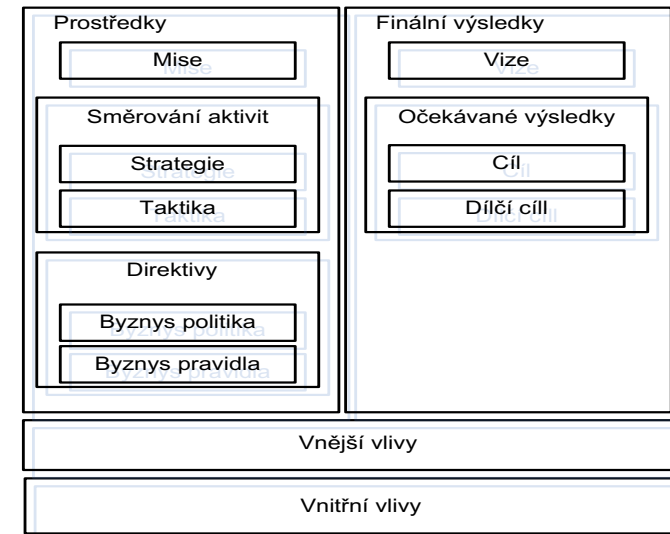 Prostředky
Mise
Směrování aktivit
Strategie
Taktika
Direktivy
Byznys politika
Byznys pravidla
Finální výsledky
Vize
Očekávané výsledky
Cíl
Dílčí cíll
Vnější vlivy
Vnitřní vlivy